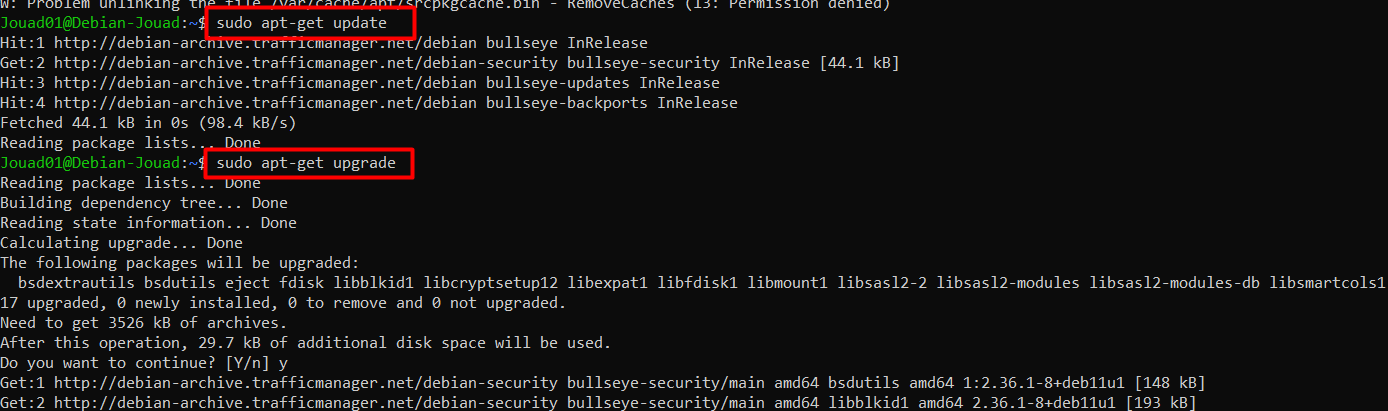 W: Problem unlinking the file /var/cache/apt/srcpkgcache.bin - RemoveCaches (13: Permission denied)
Jouad01@Debian-Jouad:~$ sudo apt-get update
Hit:1 http://debian-archive.trafficmanager.net/debian bullseye InRelease
Get:2 http://debian-archive.trafficmanager.net/debian-security bullseye-security InRelease [44.1 kB]
Hit:3 http://debian-archive.trafficmanager.net/debian bullseye-updates InRelease
Hit:4 http://debian-archive.trafficmanager.net/debian bullseye-backports InRelease
Fetched 44.1 kB in 0s (98.4 kB/s)
Reading package lists... Done
Jouad01@Debian-Jouad:~$ sudo apt-get upgrade
Reading package lists... Done
Building dependency tree... Done
Reading state information... Done
Calculating upgrade... Done
The following packages will be upgraded:
  bsdextrautils bsdutils eject fdisk libblkid1 libcryptsetup12 libexpat1 libfdisk1 libmount1 libsasl2-2 libsasl2-modules libsasl2-modules-db libsmartcols1
17 upgraded, 0 newly installed, 0 to remove and 0 not upgraded.
Need to get 3526 kB of archives.
After this operation, 29.7 kB of additional disk space will be used.
Do you want to continue? [Y/n] y
Get:1 http://debian-archive.trafficmanager.net/debian-security bullseye-security/main amd64 bsdutils amd64 1:2.36.1-8+deb11u1 [148 kB]
Get:2 http://debian-archive.trafficmanager.net/debian-security bullseye-security/main amd64 libblkid1 amd64 2.36.1-8+deb11u1 [193 kB]